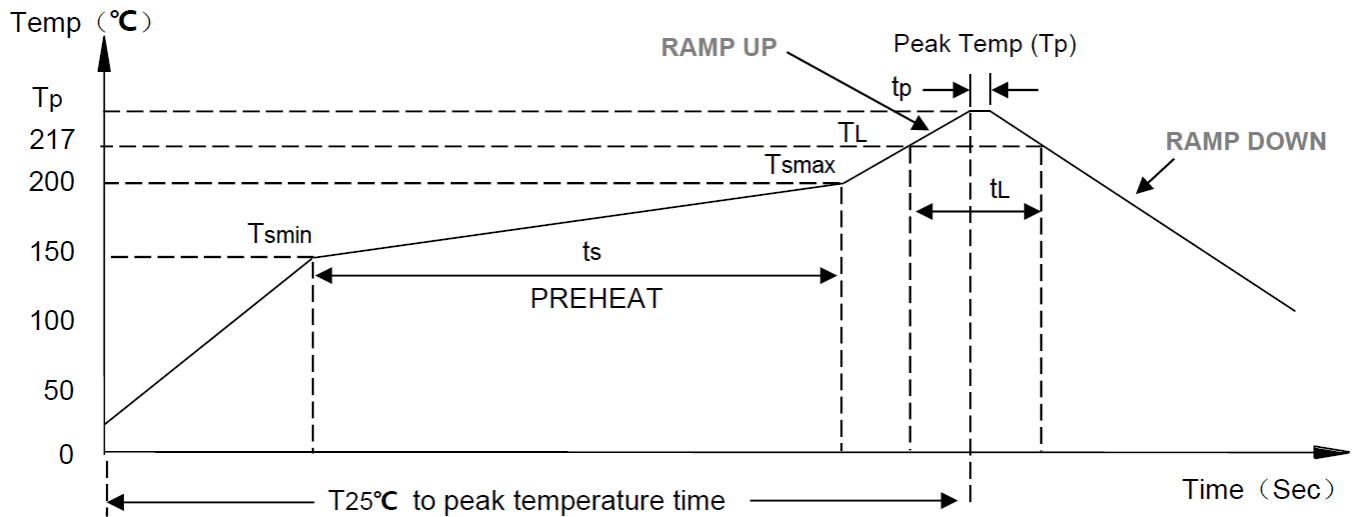 Temp（℃）
RAMP UP
Peak Temp (Tp)
tp
Tp
217
TL
RAMP DOWN
200
Tsmax
tL
Tsmin
150
ts
PREHEAT
100
50
0
T25℃ to peak temperature time
Time（Sec）